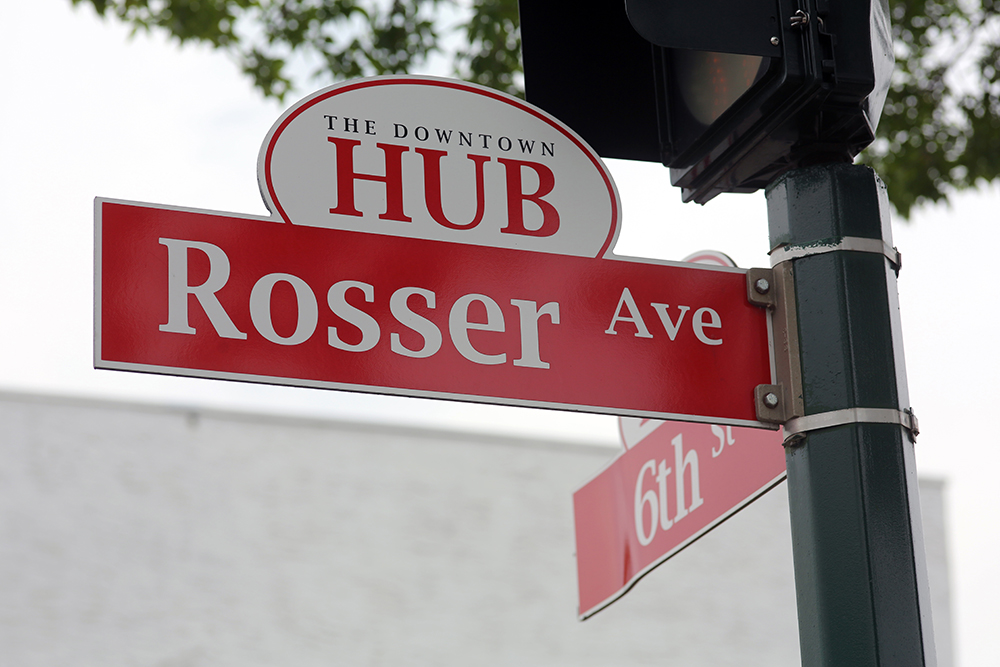 THE DOWNTOWN
HUB
Rosser Ave
6th St